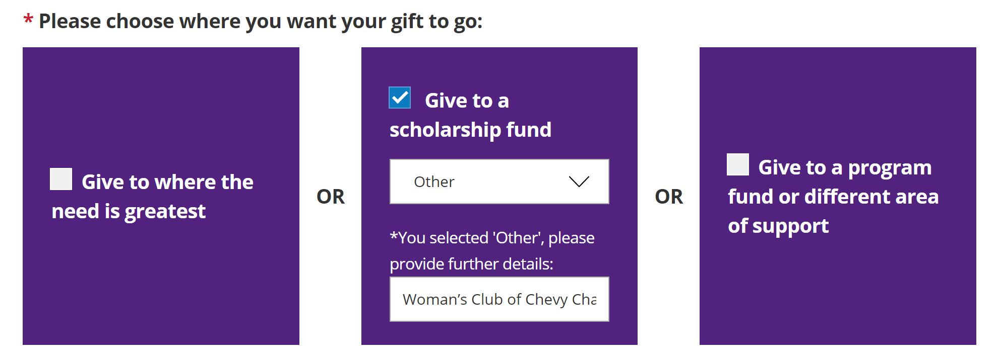 * Please choose where you want your gift to go:
Give to where the
need is greatest
OR
Give to a
scholarship fund
Other
*You selected 'Other', please
provide further details:
Woman’s Club of Chevy Cha
OR
Give to a program
fund or different area
of support